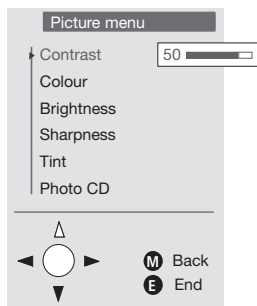 Picture menu
Contrast 50
Colour
Brightness
Sharpness
Tint
Photo CD
M Back
E End